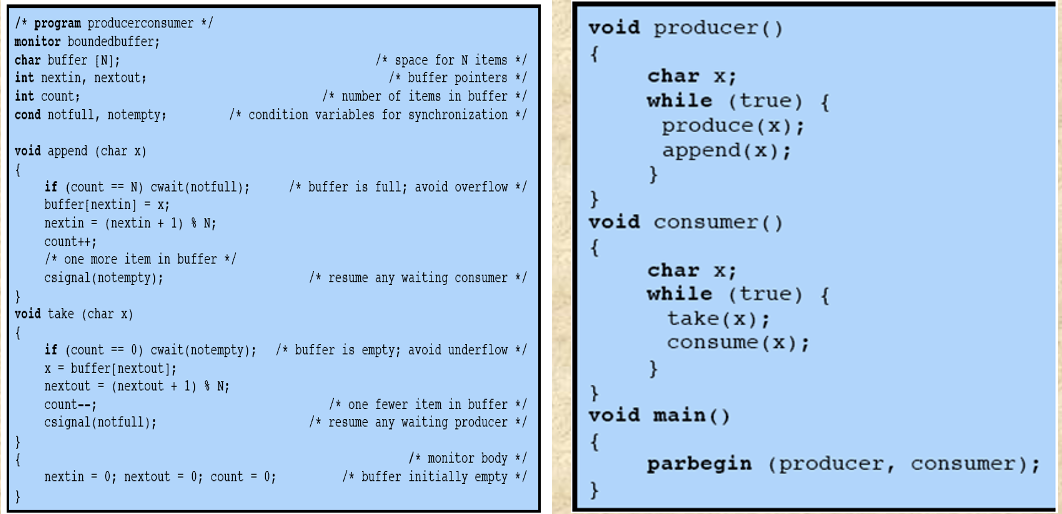 /* program producerconsumer */
monitor boundedbuffer;
char buffer [N]; /* space for N items */
int nextin, nextout; /* buffer pointers */
int count; /* number of items in buffer */
cond notfull, notempty; /* condition variables for synchronization */
void append (char x)
{
if (count == N) cwait(notfull); /* buffer is full; avoid overflow */
buffer[nextin] = x;
nextin = (nextin + 1) % N;
count++;
/* one more item in buffer */
csignal(notempty); /* resume any waiting consumer */
}
void take (char x)
{
if (count == 0) cwait(notempty); /* buffer is empty; avoid underflow */
x = buffer[nextout];
nextout = (nextout + 1) % N;
count--; /* one fewer item in buffer */
csignal(notfull); /* resume any waiting producer */
}
{ /* monitor body */
nextin = 0; nextout = 0; count = 0; /* buffer initially empty */
}
void producer()
{
char x;
while (true) {
produce(x);
append(x);
}
}
void consumer()
{
char x;
while (true) {
take(x);
consume(x);
}
}
void main()
{
parbegin (producer, consumer);
}